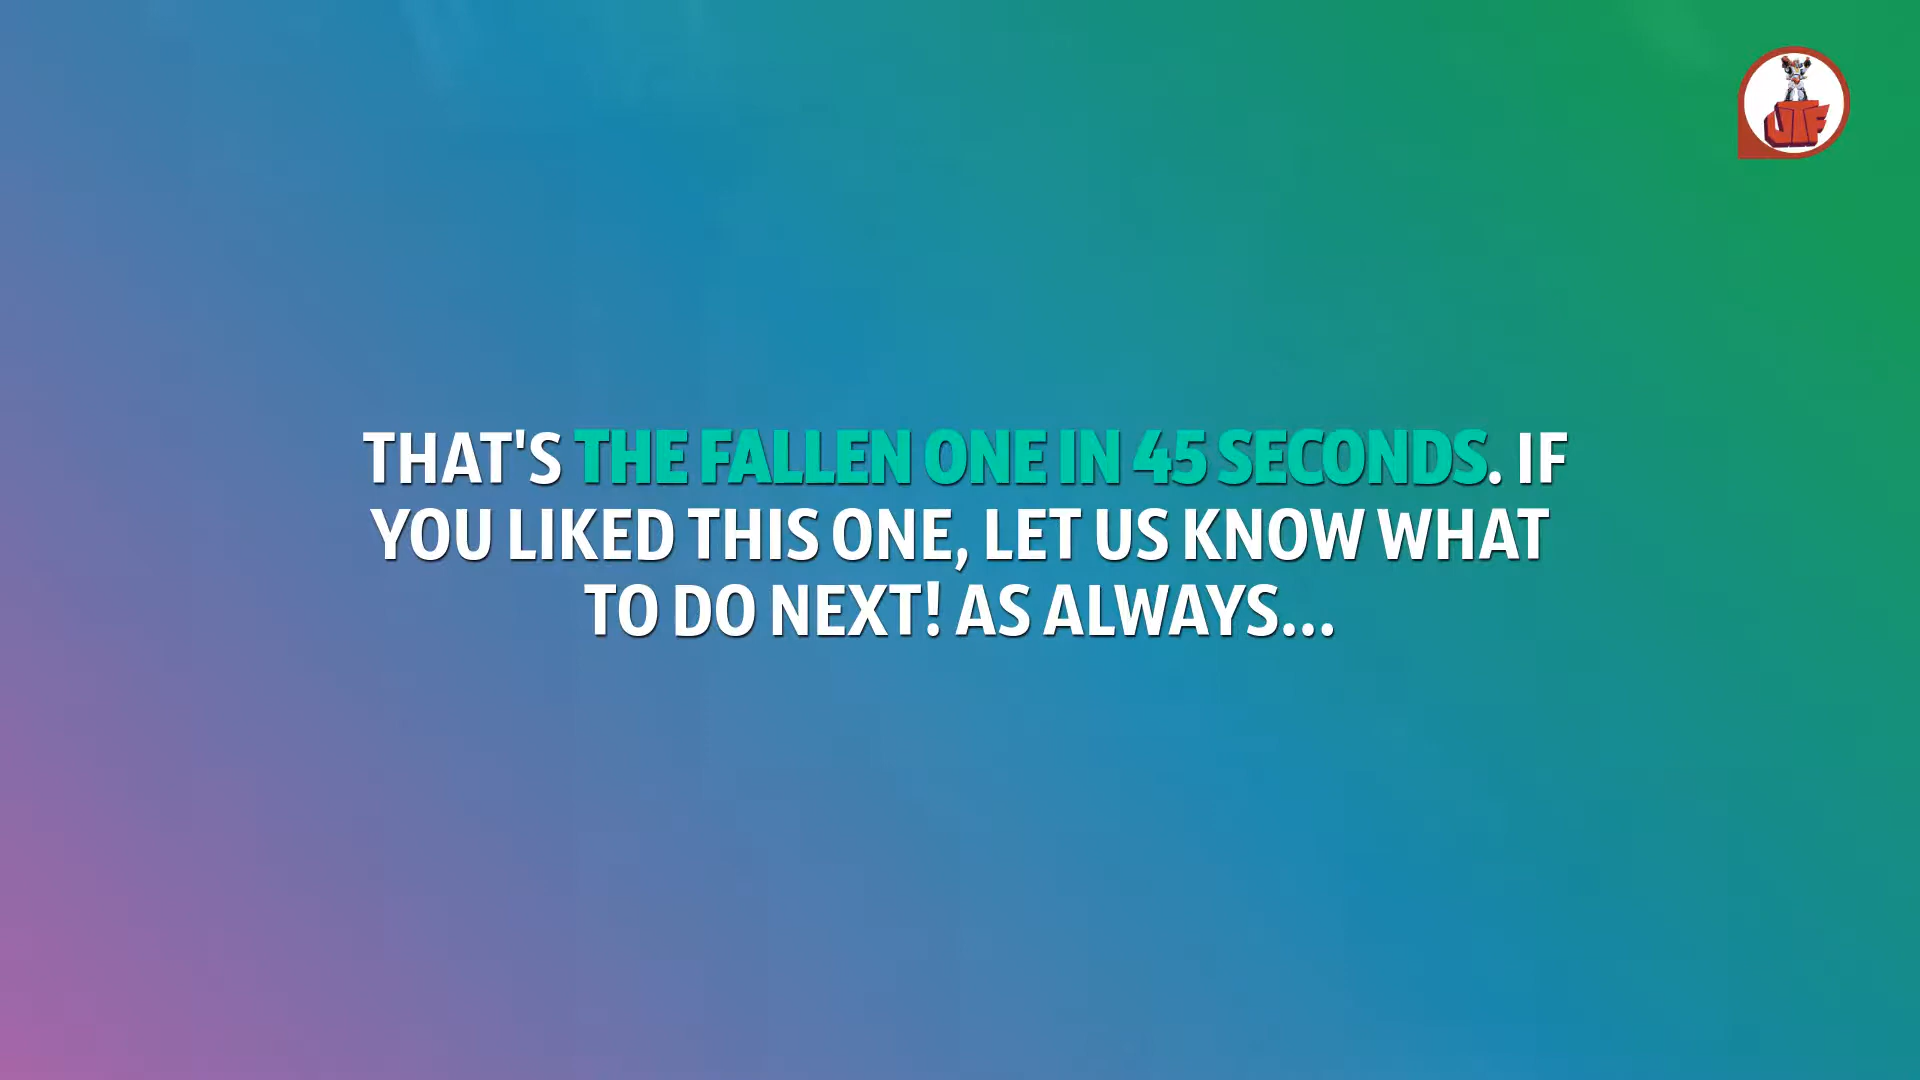 JTF
THAT'S THE FALLEN ONE IN 45 SECONDS. IF
YOU LIKED THIS ONE, LET US KNOW WHAT
TO DO NEXT! AS ALWAYS...